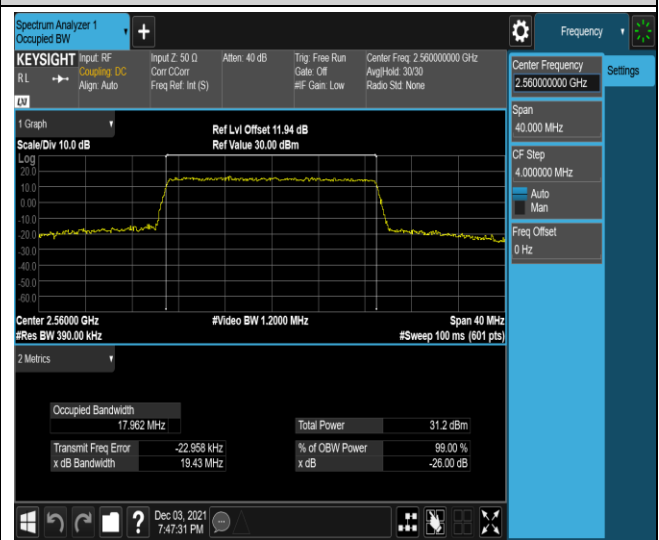 Spectrum Analyzer 1
Occupied BW
Frequency
KEYSIGHT
Input: RF
Coupling: DC
Align: Auto
RL
LXI
Input Z: 50 Ω
Corr CCorr
Freq Ref: Int (S)
Atten: 40 dB
Trig: Free Run
Gate: Off
#IF Gain: Low
Center Freq: 2.560000000 GHz
Avg|Hold: 30/30
Radio Std: None
Center Frequency
2.560000000 GHz
Settings
Span
40.000 MHz
CF Step
4.000000 MHz
Auto
Man
Freq Offset
0 Hz
1 Graph
Scale/Div 10.0 dB
Ref Lvl Offset 11.94 dB
Ref Value 30.00 dBm
Log
20.0
10.0
0.00
-10.0
-20.0
-30.0
-40.0
-50.0
-60.0
Center 2.56000 GHz
#Video BW 1.2000 MHz
Span 40 MHz
#Res BW 390.00 kHz
#Sweep 100 ms (601 pts)
2 Metrics
Occupied Bandwidth
17.962 MHz
Total Power 31.2 dBm
Transmit Freq Error -22.958 kHz
% of OBW Power 99.00 %
x dB Bandwidth 19.43 MHz
x dB -26.00 dB
?
Dec 03, 2021
7:47:31 PM